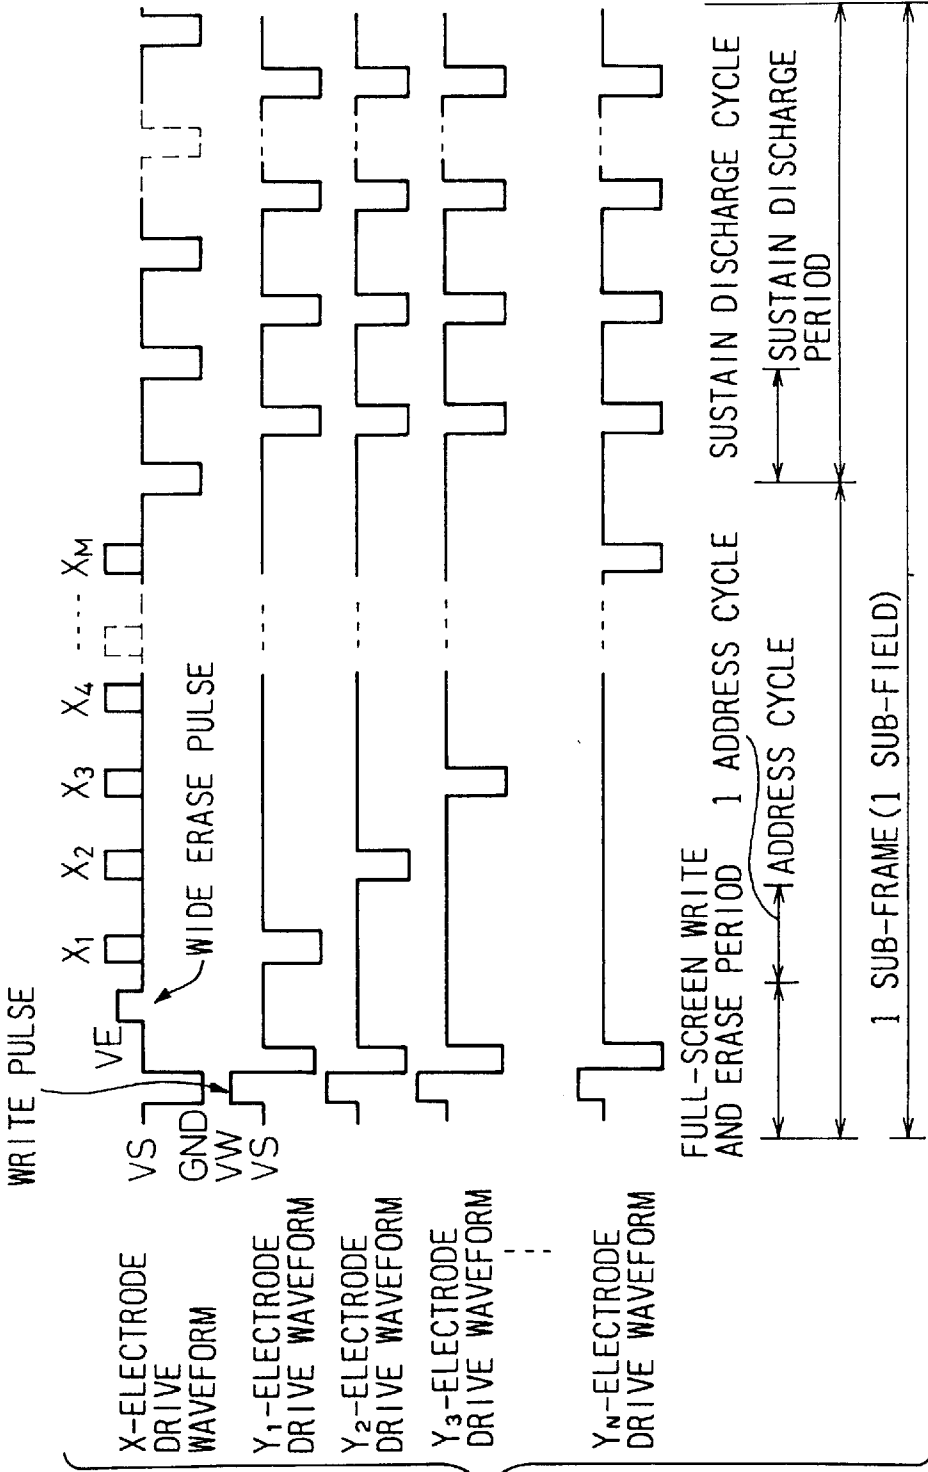 WRITE PULSE
X1 X2 X3 X4 ---- XM
VE
WIDE ERASE PULSE
VS
GND
VW
VS
X-ELECTRODE
DRIVE
WAVEFORM
Y1-ELECTRODE
DRIVE WAVEFORM
Y2-ELECTRODE
DRIVE WAVEFORM
Y3-ELECTRODE
DRIVE WAVEFORM
----
YN-ELECTRODE
DRIVE WAVEFORM
FULL-SCREEN WRITE
AND ERASE PERIOD
1 ADDRESS CYCLE
ADDRESS CYCLE
SUSTAIN DISCHARGE CYCLE
SUSTAIN DISCHARGE
PERIOD
1 SUB-FRAME (1 SUB-FIELD)